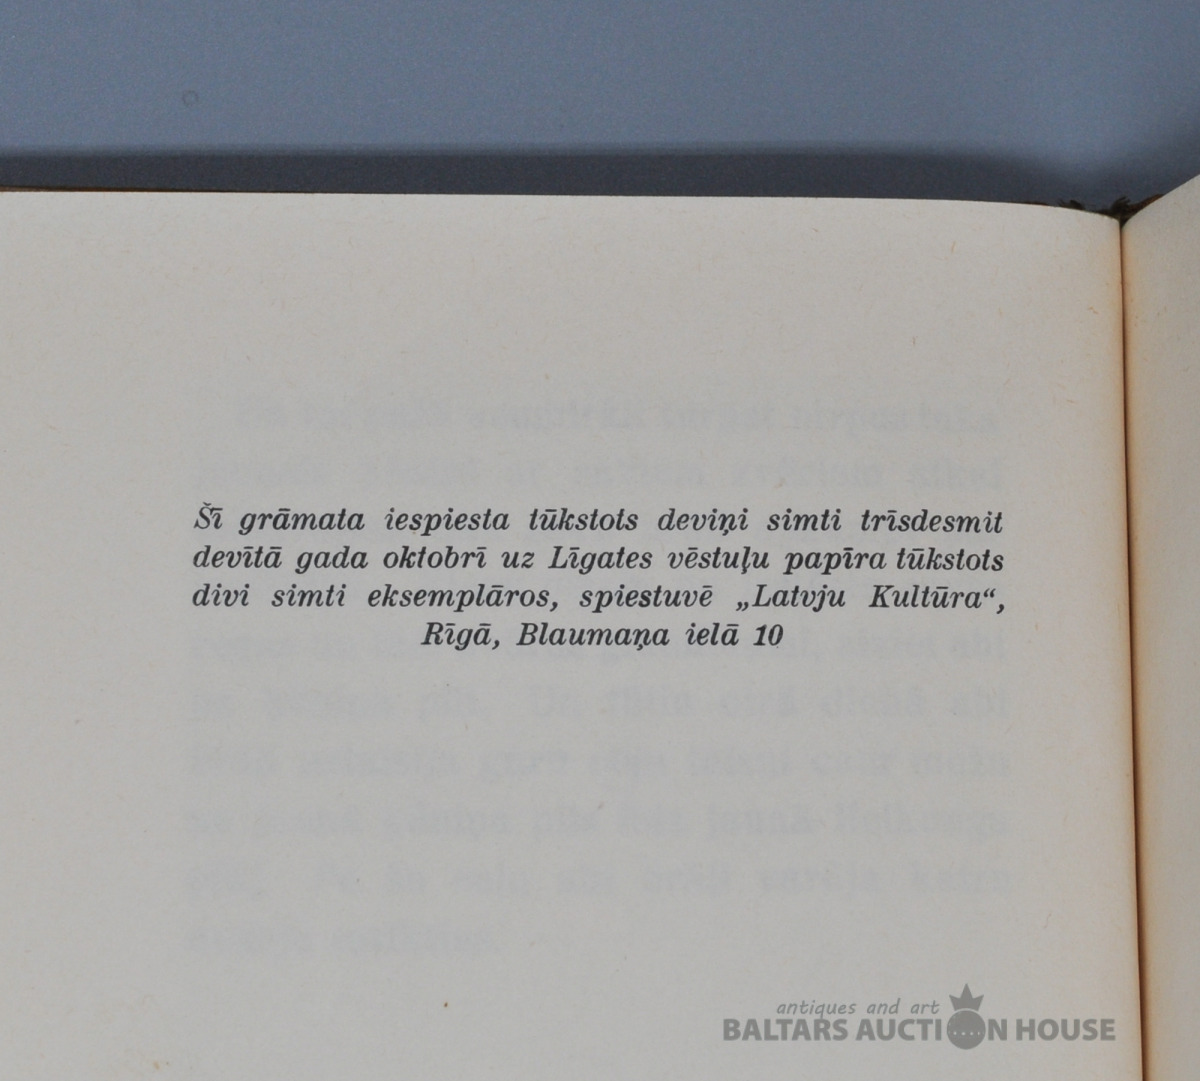 Šī grāmata iespiesta tūkstots deviņi simti trīsdesmit
devītā gada oktobrī uz Līgates vēstuļu papīra tūkstots
divi simti eksemplāros, spiestuvē „Latvju Kultūra“,
Rīgā, Blaumaņa ielā 10
antiques and art
BALTARS AUCTION HOUSE